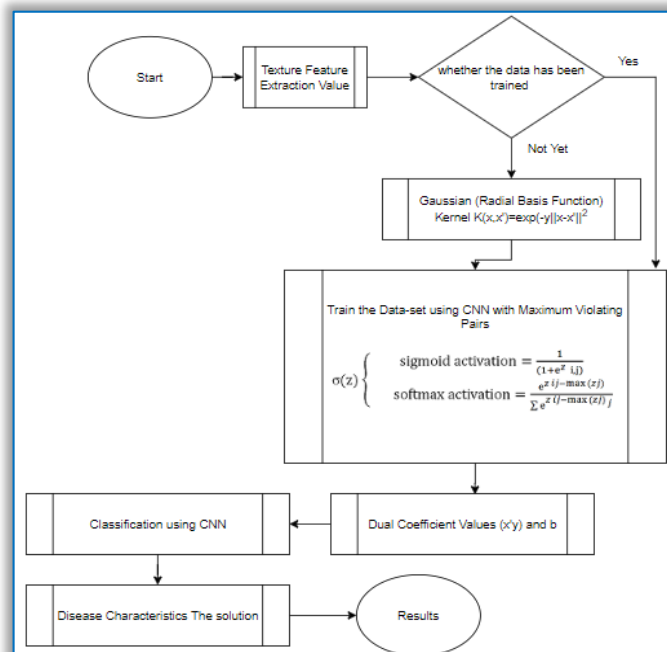 Start
Texture Feature
Extraction Value
whether the data has been
trained
Yes
Not Yet
Gaussian (Radial Basis Function)
Kernel K(x,x')=exp(-y||x-x'||²
Train the Data-set using CNN with Maximum Violating
Pairs
σ(z) { sigmoid activation = 1/(1+e^z i,j)
softmax activation = e^z ij-max(zj) / Σ e^z ij-max(zj) j
Classification using CNN
Dual Coefficient Values (x'y) and b
Disease Characteristics The solution
Results